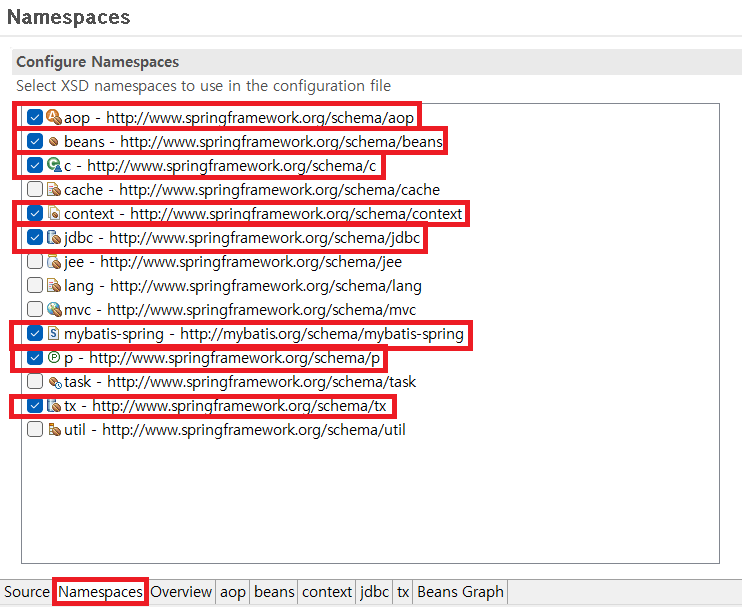 Namespaces
Configure Namespaces
Select XSD namespaces to use in the configuration file
aop - http://www.springframework.org/schema/aop
beans - http://www.springframework.org/schema/beans
c - http://www.springframework.org/schema/c
cache - http://www.springframework.org/schema/cache
context - http://www.springframework.org/schema/context
jdbc - http://www.springframework.org/schema/jdbc
jee - http://www.springframework.org/schema/jee
lang - http://www.springframework.org/schema/lang
mvc - http://www.springframework.org/schema/mvc
mybatis-spring - http://mybatis.org/schema/mybatis-spring
p - http://www.springframework.org/schema/p
task - http://www.springframework.org/schema/task
tx - http://www.springframework.org/schema/tx
util - http://www.springframework.org/schema/util
Source Namespaces Overview aop beans context jdbc tx Beans Graph